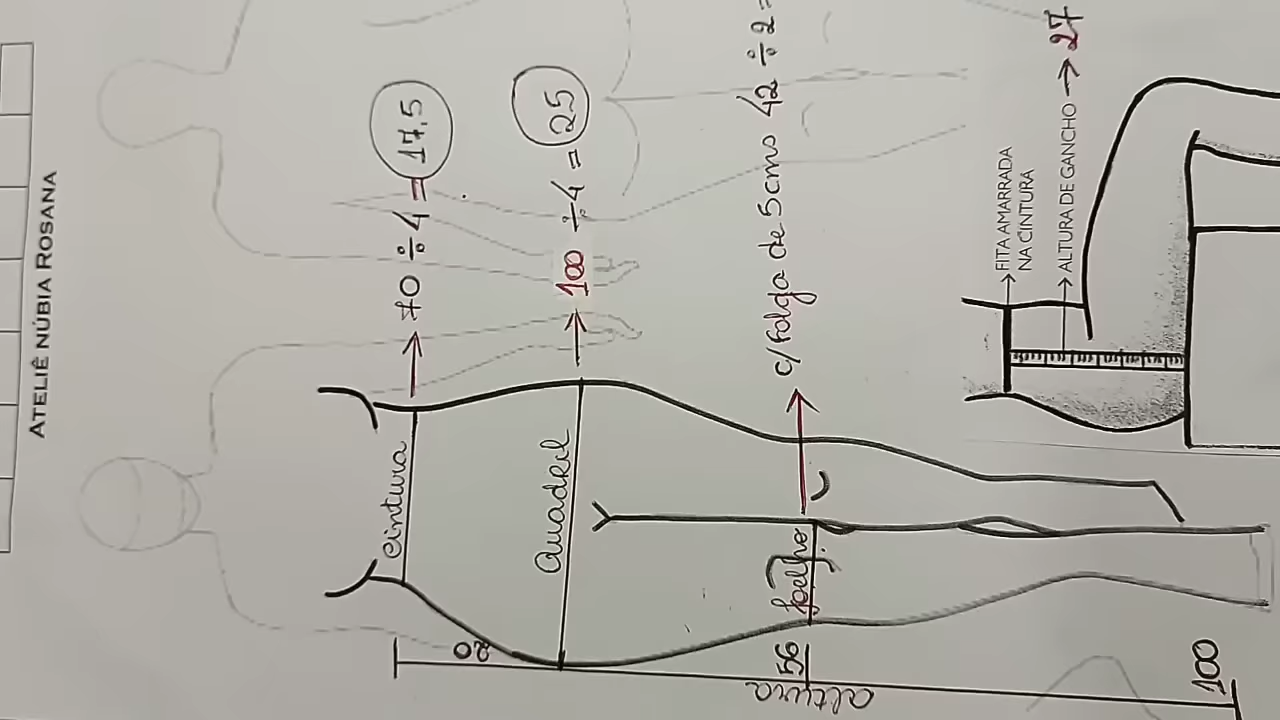 ATELIÊ NÚBIA ROSANA
Cintura → 70 ÷ 4 = 17,5
20
Quadril → 100 ÷ 4 = 25
56 Joelho → c/folga de 5cms 42 ÷ 2 =
altura
100
FITA AMARRADA
NA CINTURA
ALTURA DE GANCHO → 27